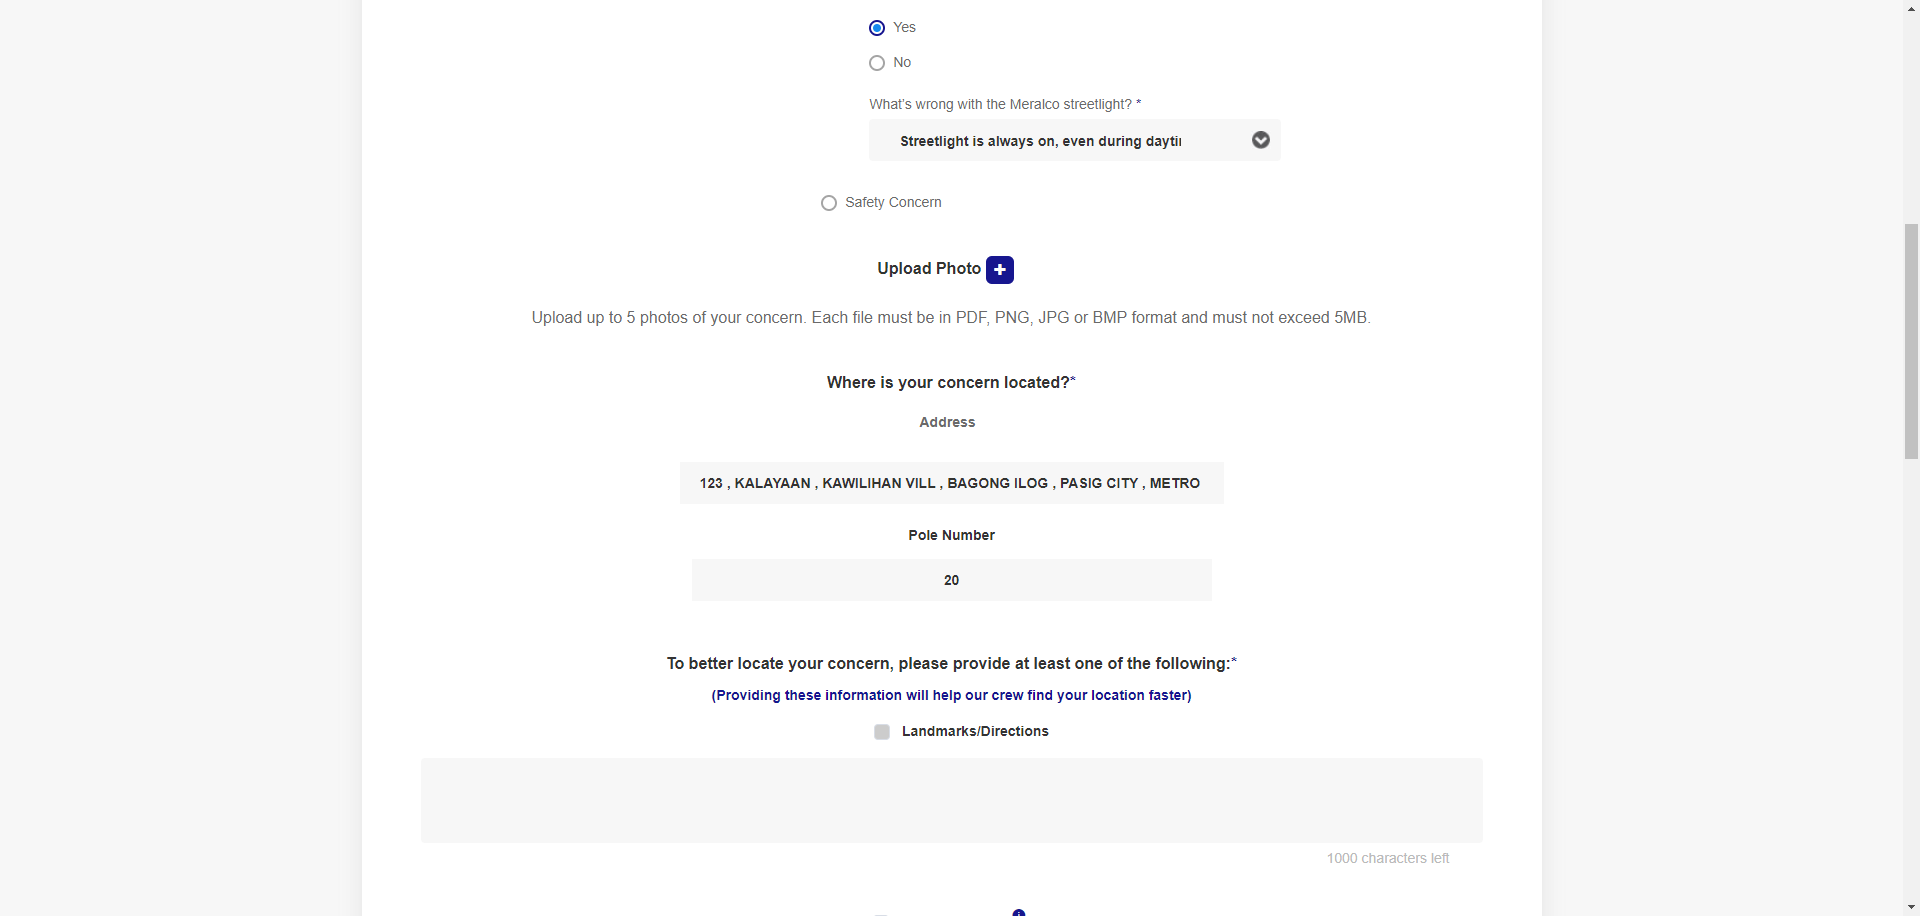 Yes
No
What's wrong with the Meralco streetlight? *
Streetlight is always on, even during
Safety Concern
Upload Photo
Upload up to 5 photos of your concern. Each file must be in PDF, PNG, JPG or BMP format and must not exceed 5MB.
Where is your concern located?*
Address
123 , KALAYAAN , KAWILIHAN VILL , BAGONG ILOG , PASIG CITY , METRO
Pole Number
20
To better locate your concern, please provide at least one of the following:*
(Providing these information will help our crew find your location faster)
Landmarks/Directions
1000 characters left